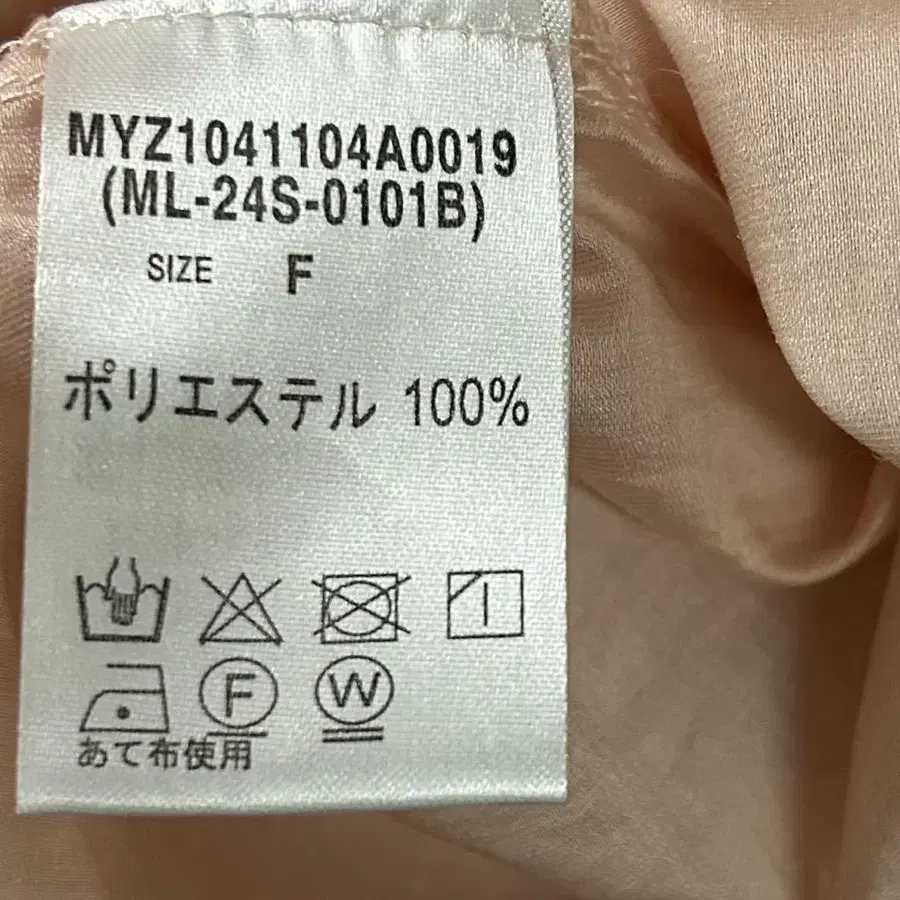 MYZ1041104A0019
(ML-24S-0101B)
SIZE F
ポリエステル 100%
F W
あて布使用